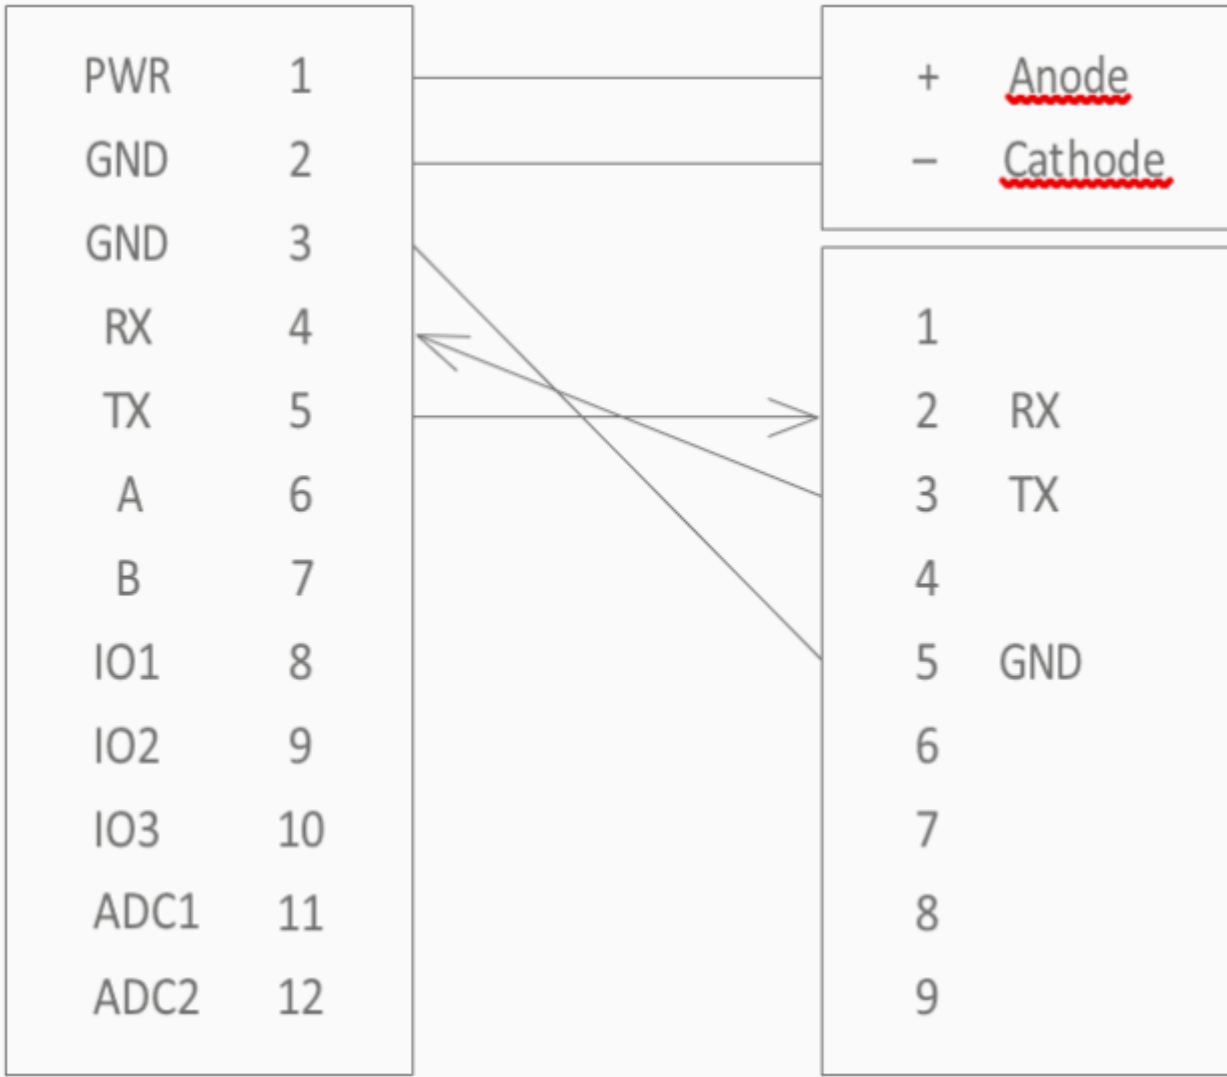 PWR 1
GND 2
GND 3
RX 4
TX 5
A 6
B 7
IO1 8
IO2 9
IO3 10
ADC1 11
ADC2 12
+ Anode
– Cathode
1
2 RX
3 TX
4
5 GND
6
7
8
9